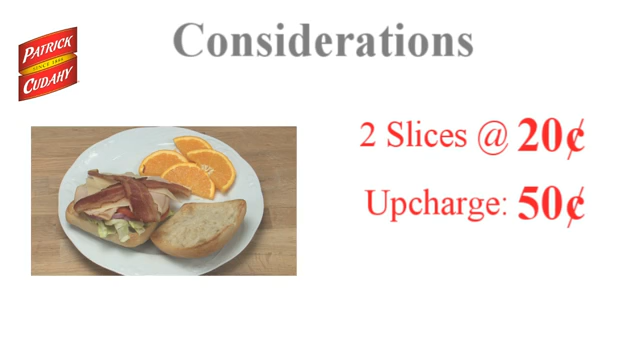 Considerations
PATRICK
SINCE 1888
CUDAHY
2 Slices @ 20¢
Upcharge: 50¢